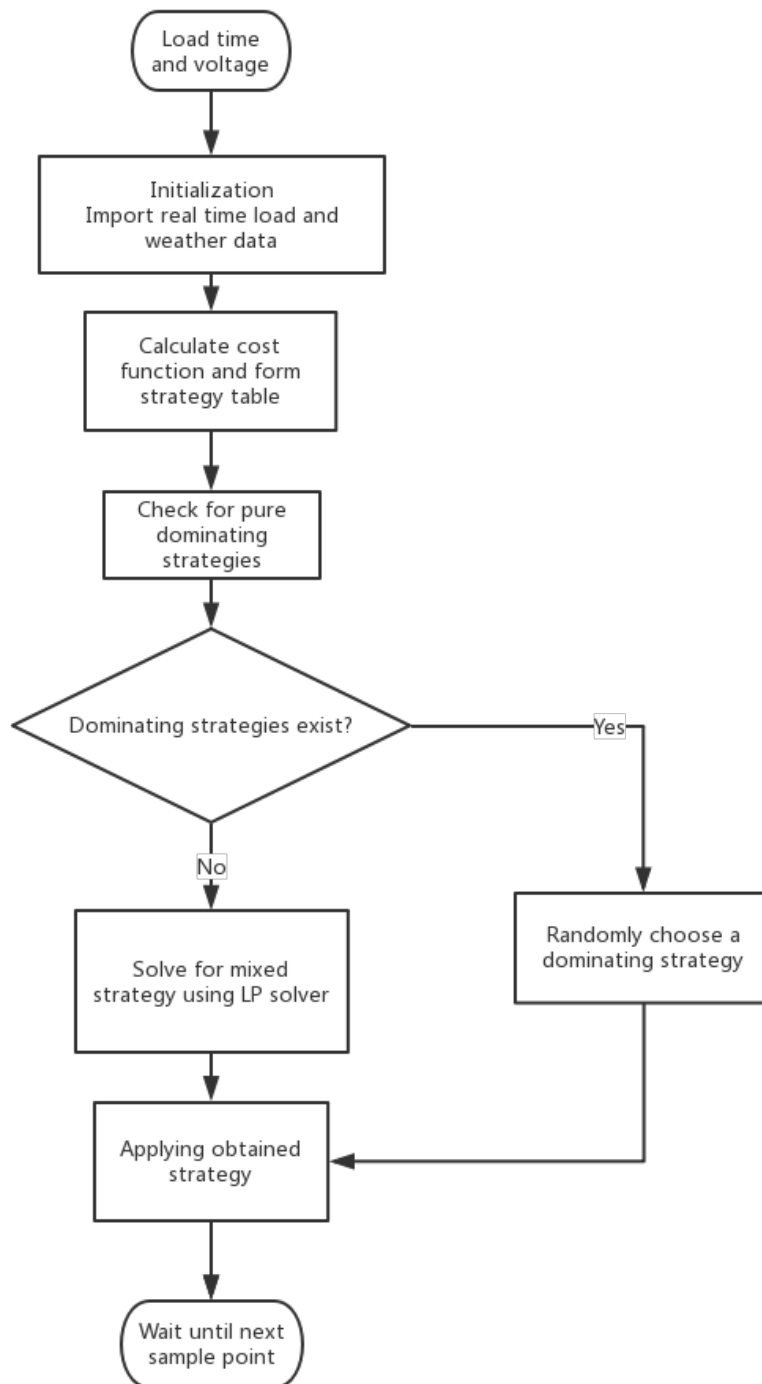 Load time
and voltage
Initialization
Import real time load and
weather data
Calculate cost
function and form
strategy table
Check for pure
dominating
strategies
Dominating strategies exist?
Yes
No
Randomly choose a
dominating strategy
Solve for mixed
strategy using LP solver
Applying obtained
strategy
Wait until next
sample point